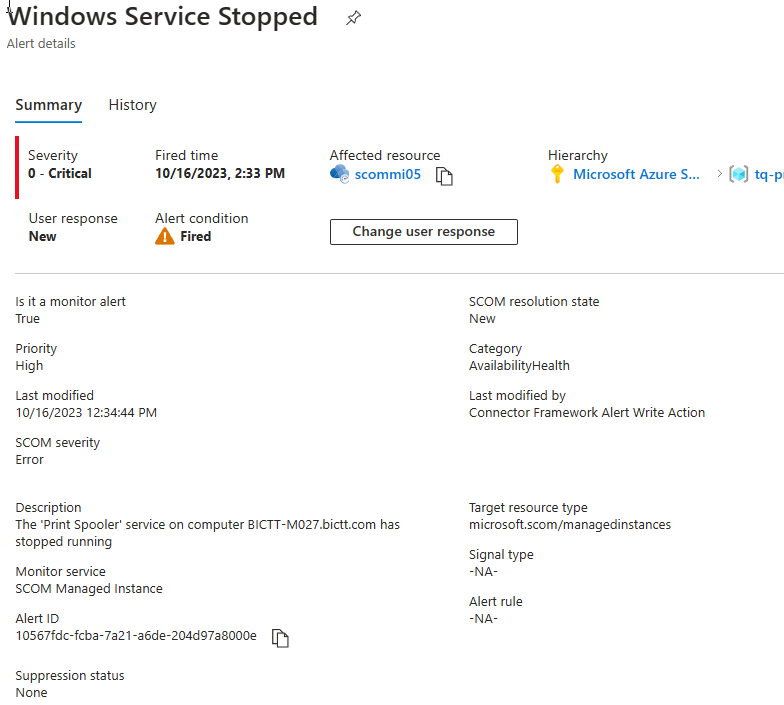 Windows Service Stopped
Alert details
Summary History
Severity Fired time Affected resource Hierarchy
0 - Critical 10/16/2023, 2:33 PM scommi05 Microsoft Azure S... > tq-p
User response Alert condition
New Fired Change user response
Is it a monitor alert SCOM resolution state
True New
Priority Category
High AvailabilityHealth
Last modified Last modified by
10/16/2023 12:34:44 PM Connector Framework Alert Write Action
SCOM severity
Error
Description Target resource type
The 'Print Spooler' service on computer BICTT-M027.bictt.com has microsoft.scom/managedinstances
stopped running
Signal type
Monitor service -NA-
SCOM Managed Instance
Alert rule
Alert ID -NA-
10567fdc-fcba-7a21-a6de-204d97a8000e
Suppression status
None